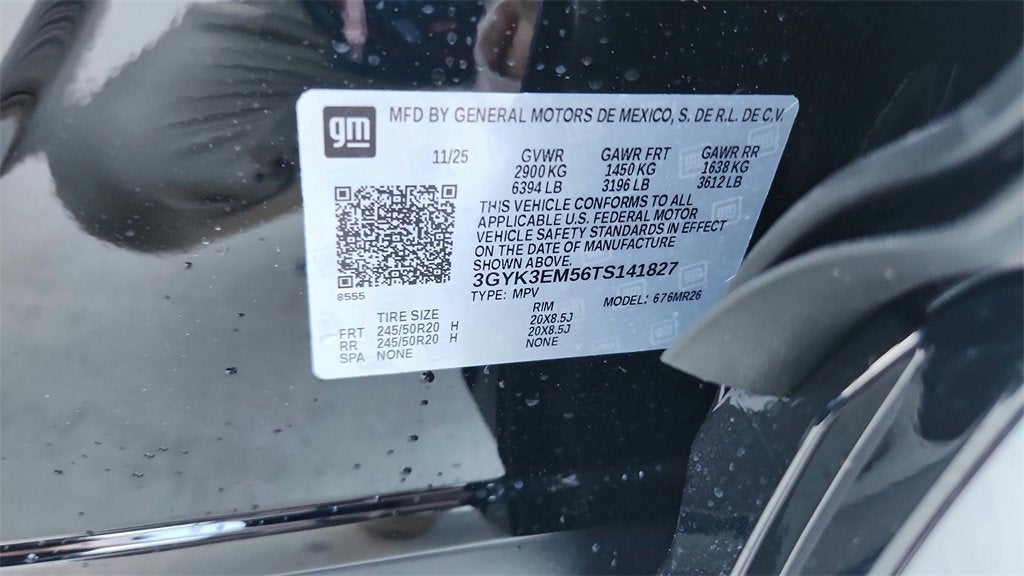 gm
MFD BY GENERAL MOTORS DE MEXICO, S. DE R.L. DE C.V.
11/25 GVWR GAWR FRT GAWR RR
2900 KG 1450 KG 1638 KG
6394 LB 3196 LB 3612 LB
THIS VEHICLE CONFORMS TO ALL
APPLICABLE U.S. FEDERAL MOTOR
VEHICLE SAFETY STANDARDS IN EFFECT
ON THE DATE OF MANUFACTURE
SHOWN ABOVE.
3GYK3EM56TS141827
8555
TYPE: MPV MODEL: 676MR26
TIRE SIZE RIM
FRT 245/50R20 H 20X8.5J
RR 245/50R20 H 20X8.5J
SPA NONE NONE